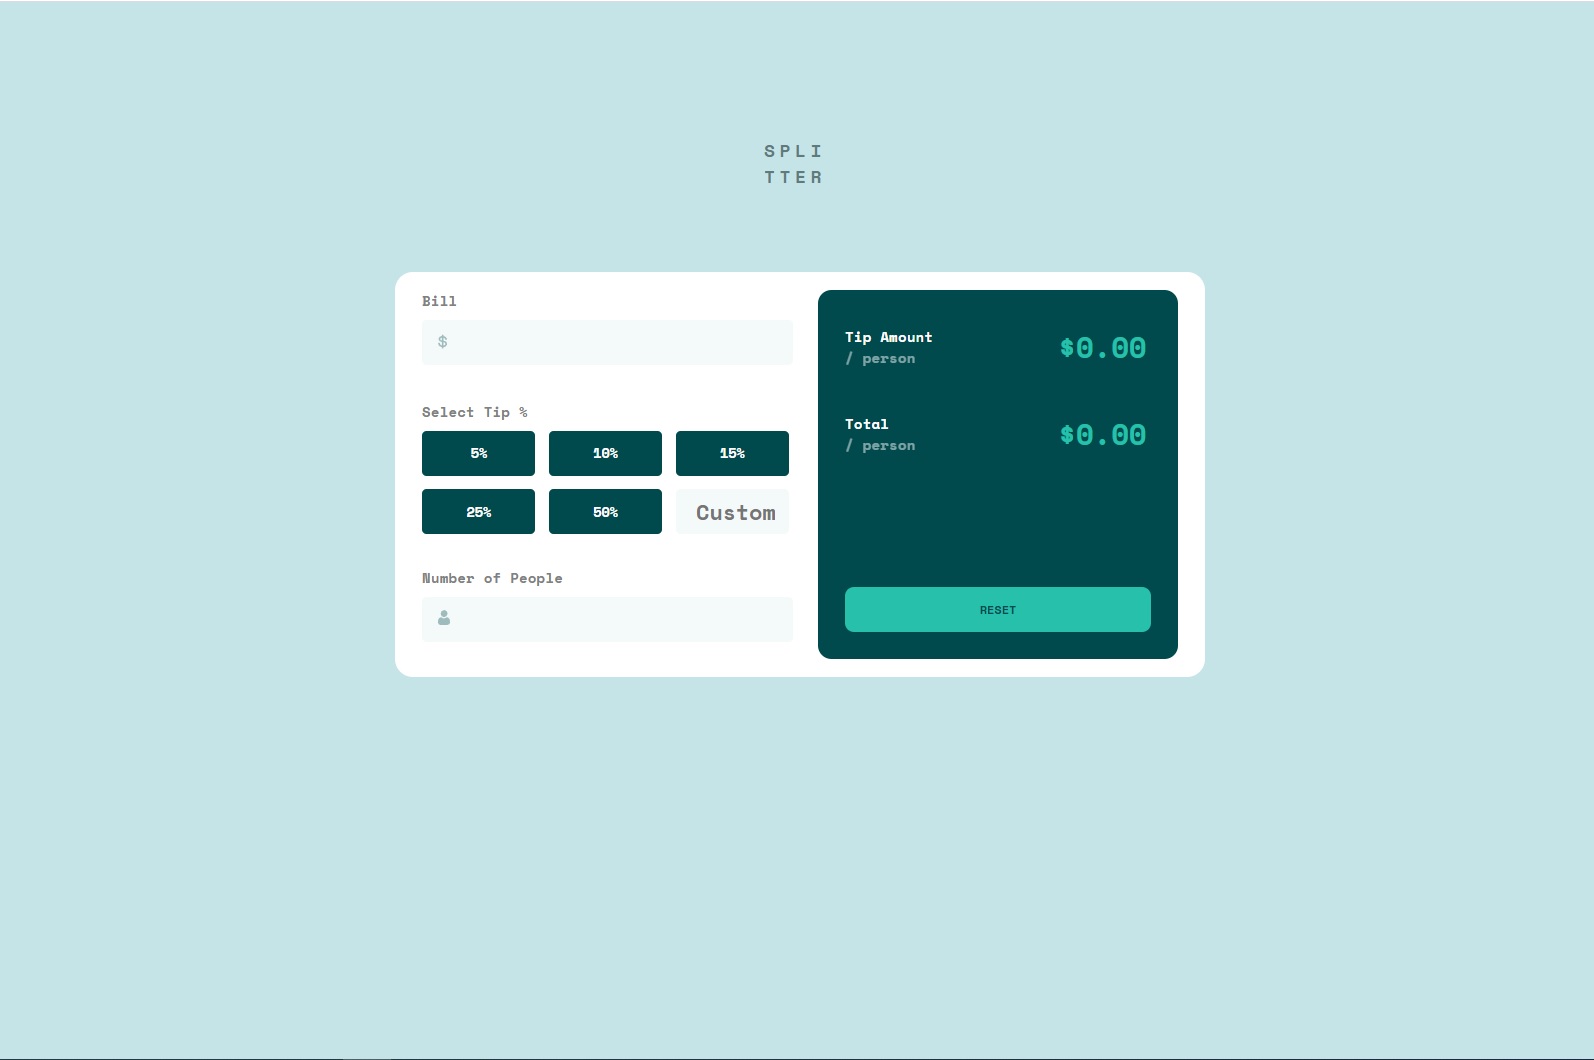 SPLI
TTER
Bill
$
Select Tip %
5%
10%
15%
25%
50%
Custom
Number of People
Tip Amount
/ person
$0.00
Total
/ person
$0.00
RESET